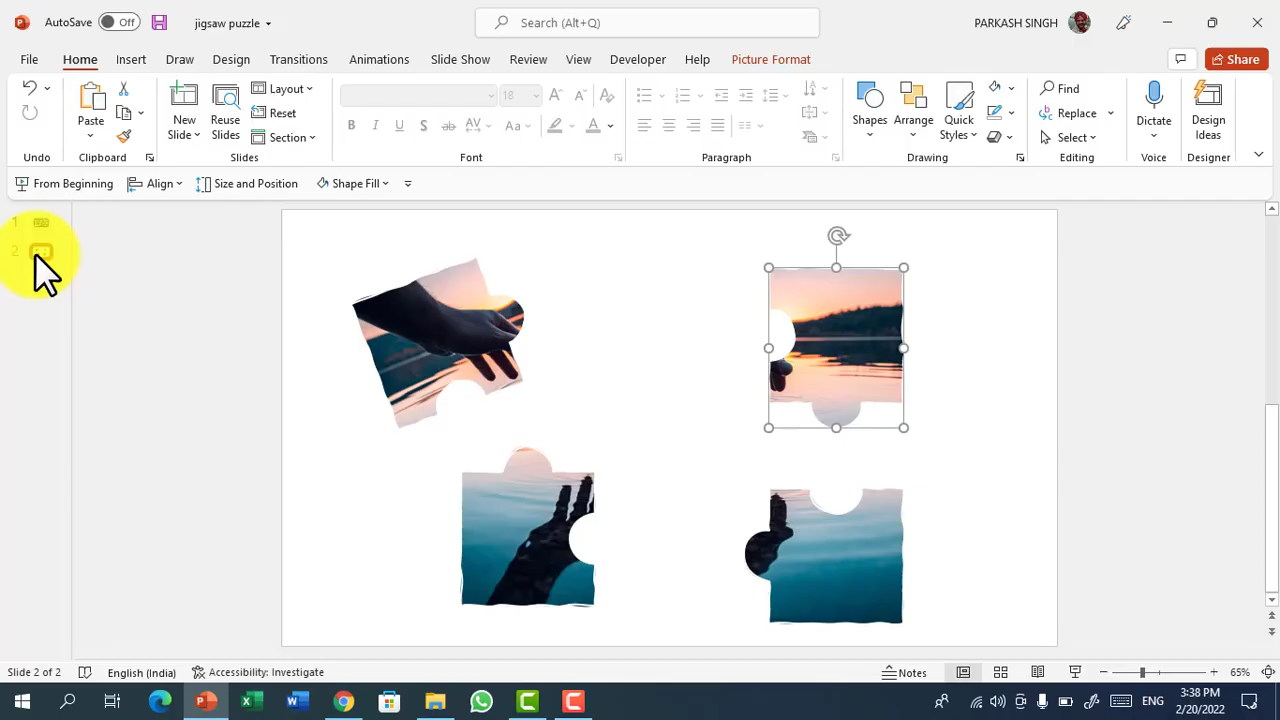 AutoSave Off jigsaw puzzle Search (Alt+Q) PARKASH SINGH
File Home Insert Draw Design Transitions Animations Slide Show Review View Developer Help Picture Format Share
Paste New Slide Reuse Slides Layout Reset Section 18 Shapes Arrange Quick Styles Find Replace Select Dictate Design Ideas
Undo Clipboard Slides Font Paragraph Drawing Editing Voice Designer
From Beginning Align Size and Position Shape Fill
1
2
Slide 2 of 2 English (India) Accessibility: Investigate Notes 65%
ENG 3:38 PM
2/20/2022